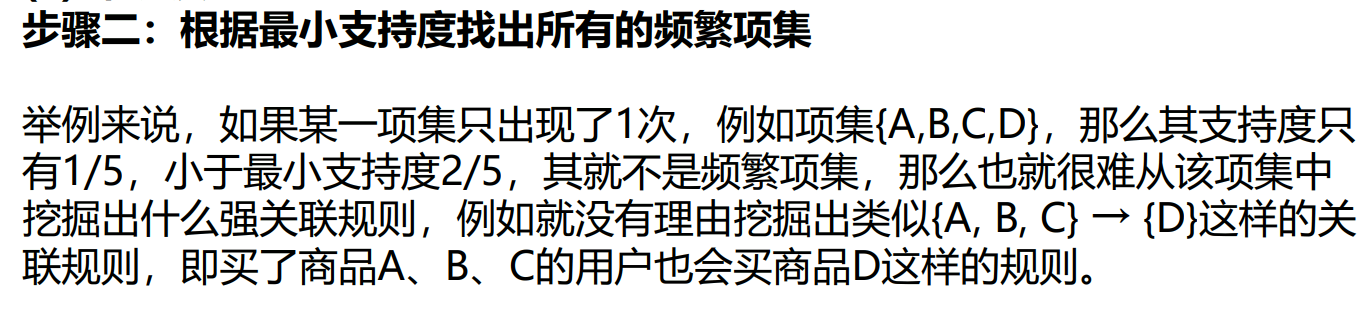 步骤二：根据最小支持度找出所有的频繁项集
举例来说，如果某一项集只出现了1次，例如项集{A,B,C,D}，那么其支持度只
有1/5，小于最小支持度2/5，其就不是频繁项集，那么也就很难从该项集中
挖掘出什么强关联规则，例如就没有理由挖掘出类似{A, B, C} → {D}这样的关
联规则，即买了商品A、B、C的用户也会买商品D这样的规则。